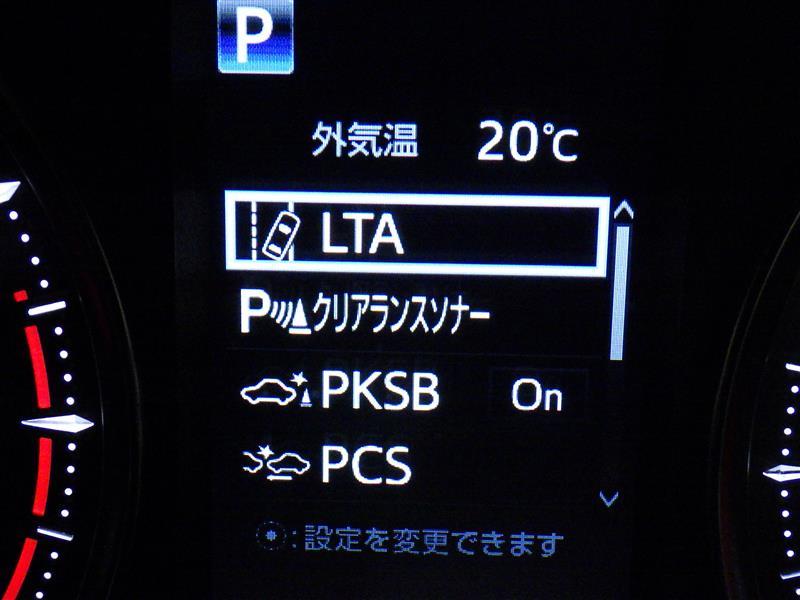 P
外気温 20℃
LTA
Pクリアランスソナー
PKSB On
PCS
:設定を変更できます